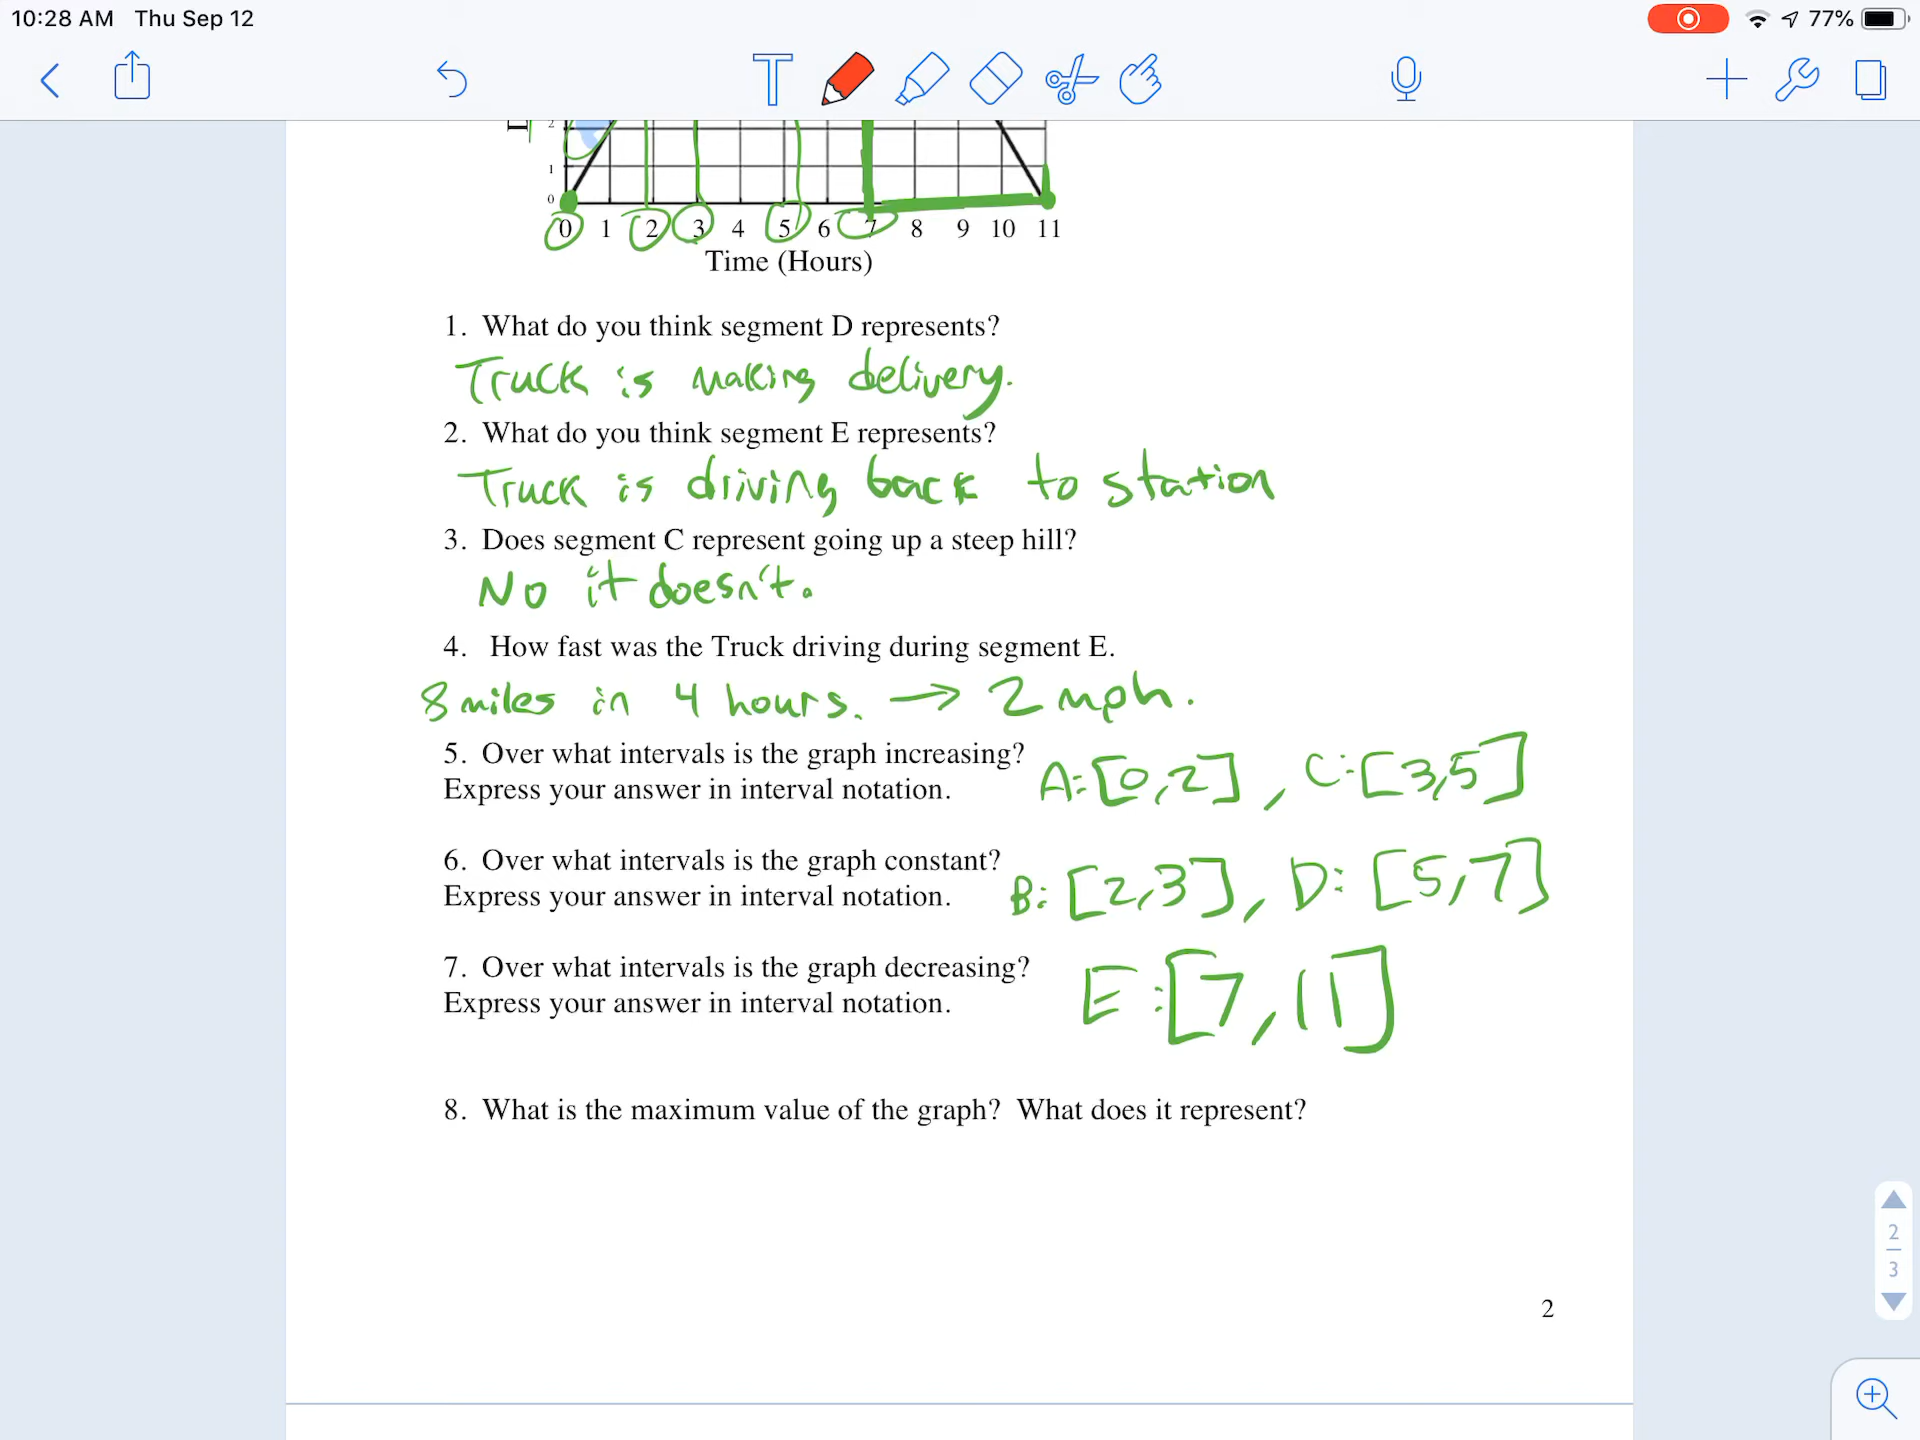 10:28 AM Thu Sep 12
77%
2
1
0
0 1 2 3 4 5 6 7 8 9 10 11
Time (Hours)
1. What do you think segment D represents?
Truck is making delivery.
2. What do you think segment E represents?
Truck is driving back to station
3. Does segment C represent going up a steep hill?
No it doesn't.
4. How fast was the Truck driving during segment E.
8 miles in 4 hours. → 2 mph.
5. Over what intervals is the graph increasing?
Express your answer in interval notation.
A: [0,2], C: [3,5]
6. Over what intervals is the graph constant?
Express your answer in interval notation.
B: [2,3], D: [5,7]
7. Over what intervals is the graph decreasing?
Express your answer in interval notation.
E: [7,11]
8. What is the maximum value of the graph? What does it represent?
2
3
2